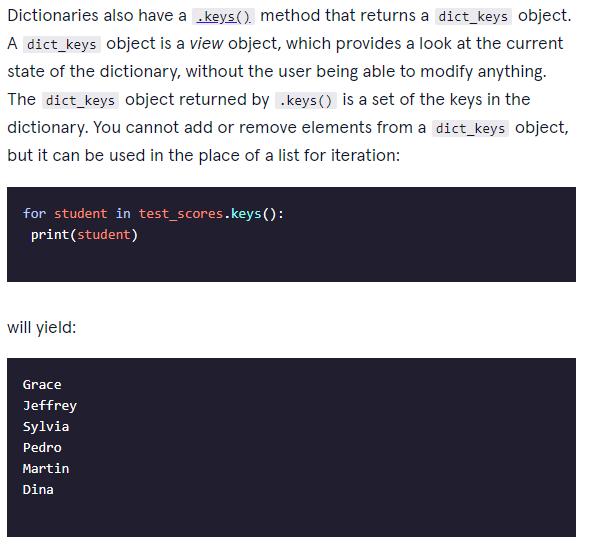 Dictionaries also have a .keys() method that returns a dict_keys object.
A dict_keys object is a view object, which provides a look at the current
state of the dictionary, without the user being able to modify anything.
The dict_keys object returned by .keys() is a set of the keys in the
dictionary. You cannot add or remove elements from a dict_keys object,
but it can be used in the place of a list for iteration:
for student in test_scores.keys():
 print(student)
will yield:
Grace
Jeffrey
Sylvia
Pedro
Martin
Dina